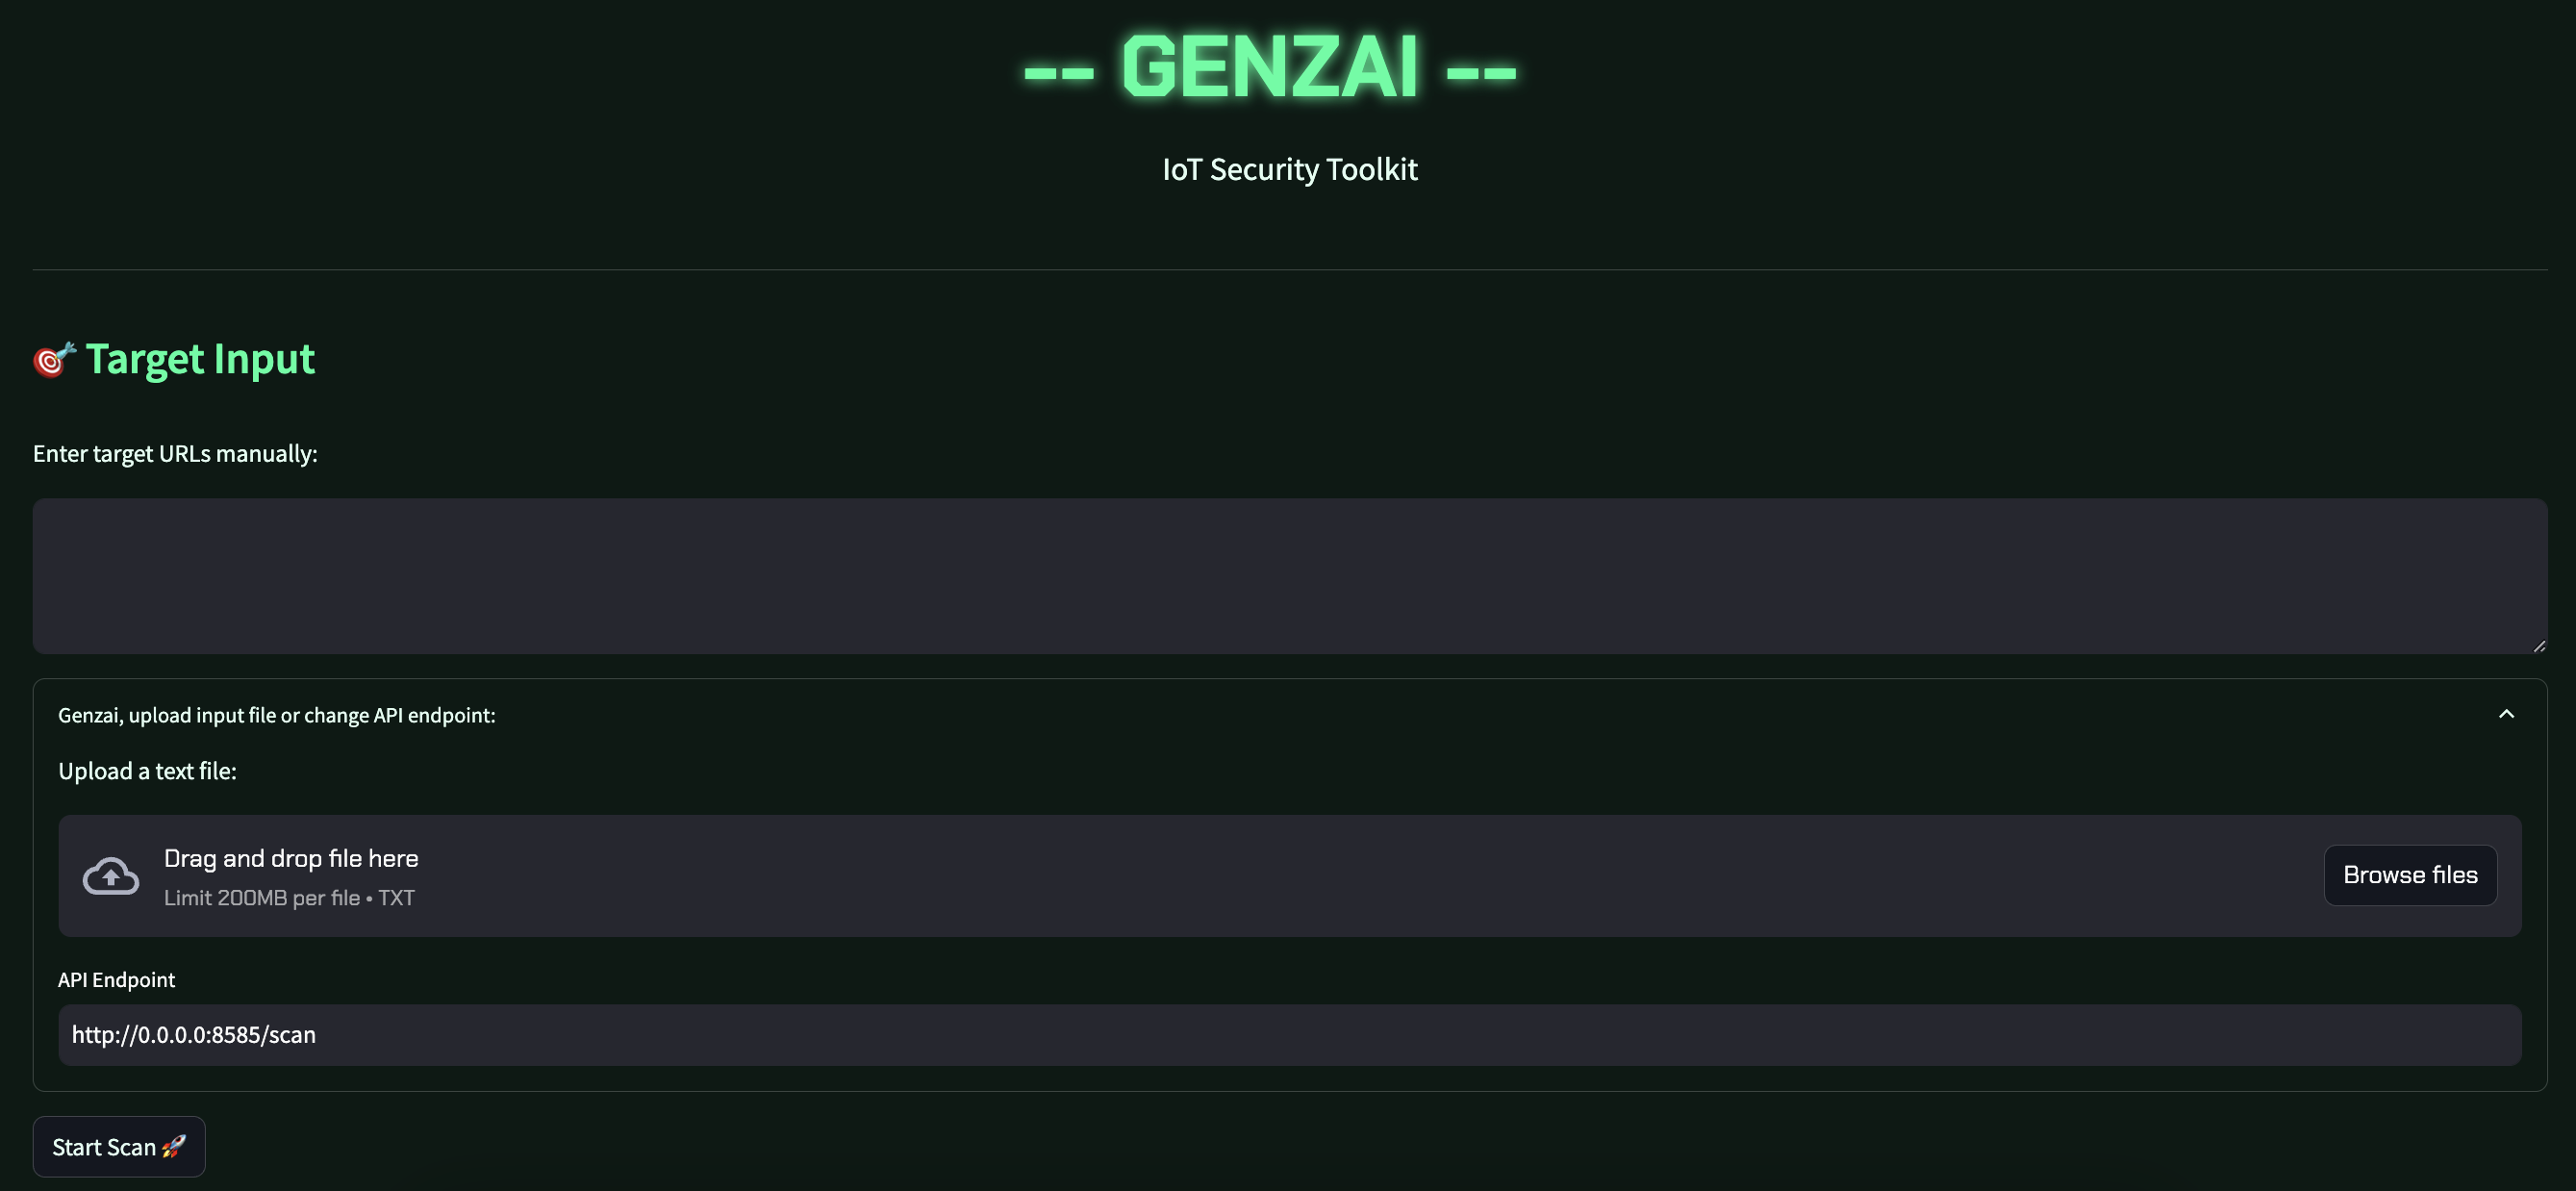 -- GENZAI --
IoT Security Toolkit
🎯 Target Input
Enter target URLs manually:
Genzai, upload input file or change API endpoint:
Upload a text file:
Drag and drop file here
Limit 200MB per file • TXT
Browse files
API Endpoint
http://0.0.0.0:8585/scan
Start Scan 🚀